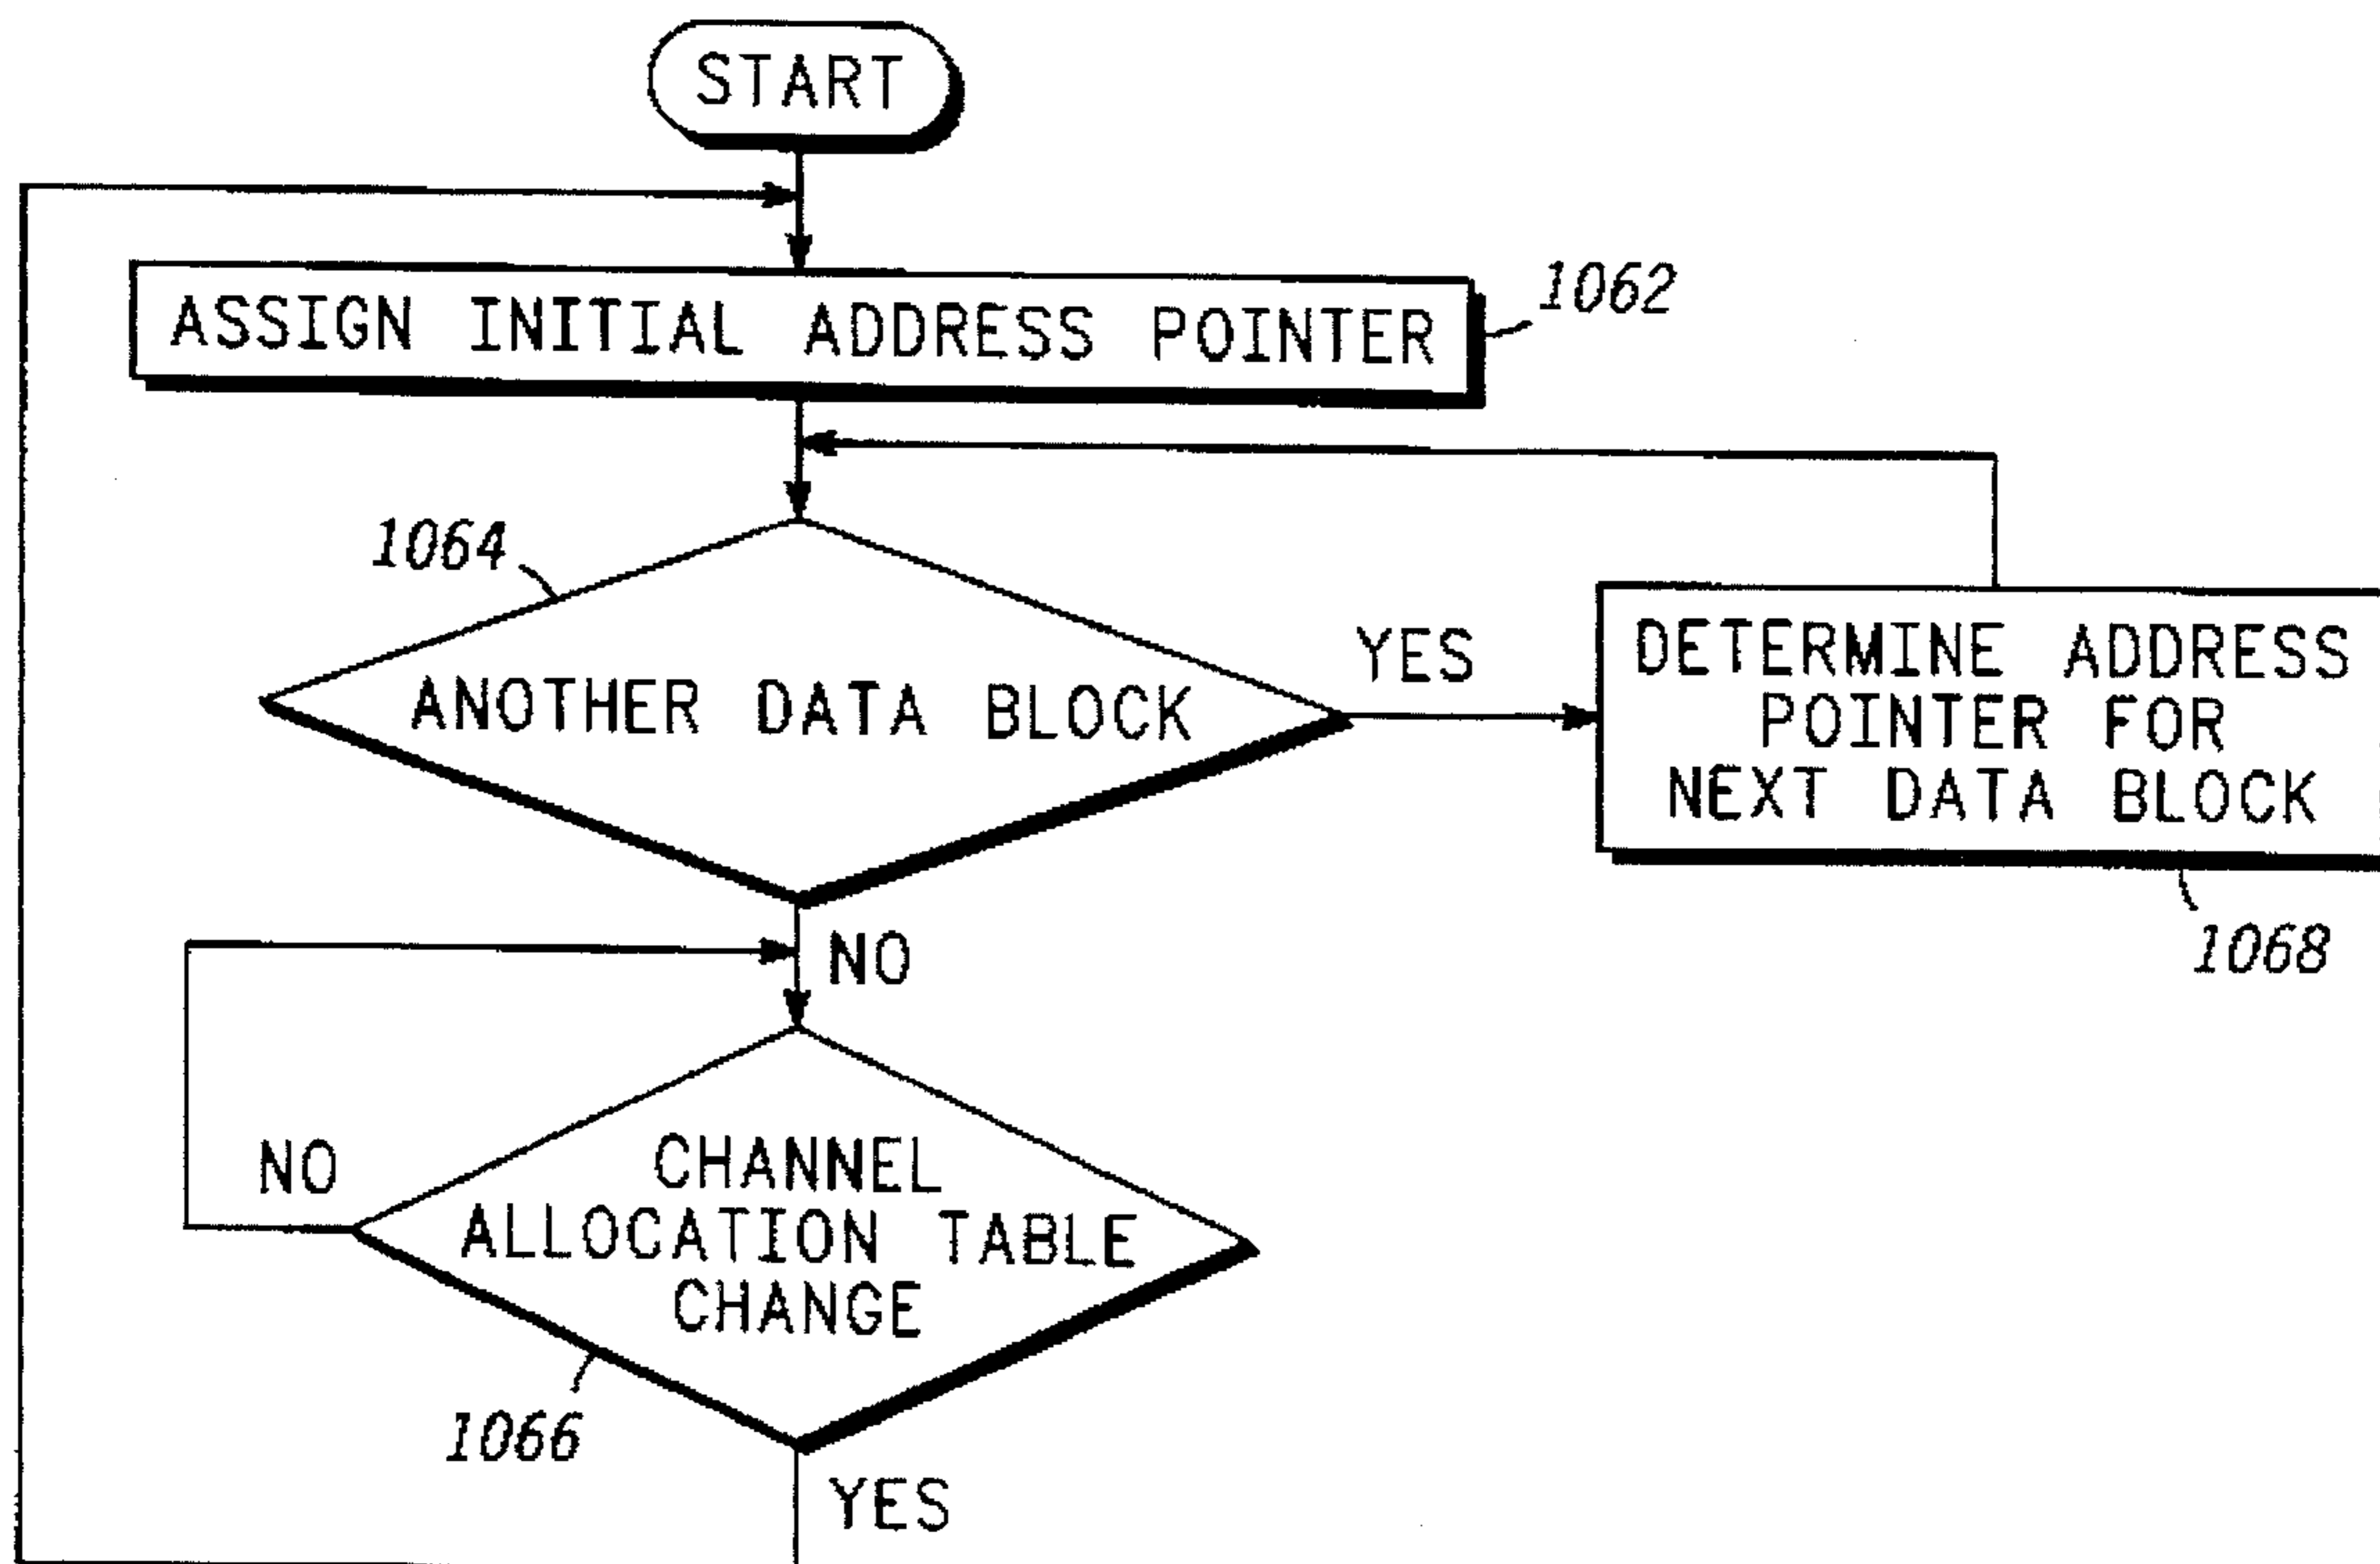 START
ASSIGN INITIAL ADDRESS POINTER
1062
1064
ANOTHER DATA BLOCK
YES
DETERMINE ADDRESS
POINTER FOR
NEXT DATA BLOCK
1068
NO
NO
CHANNEL
ALLOCATION TABLE
CHANGE
1066
YES